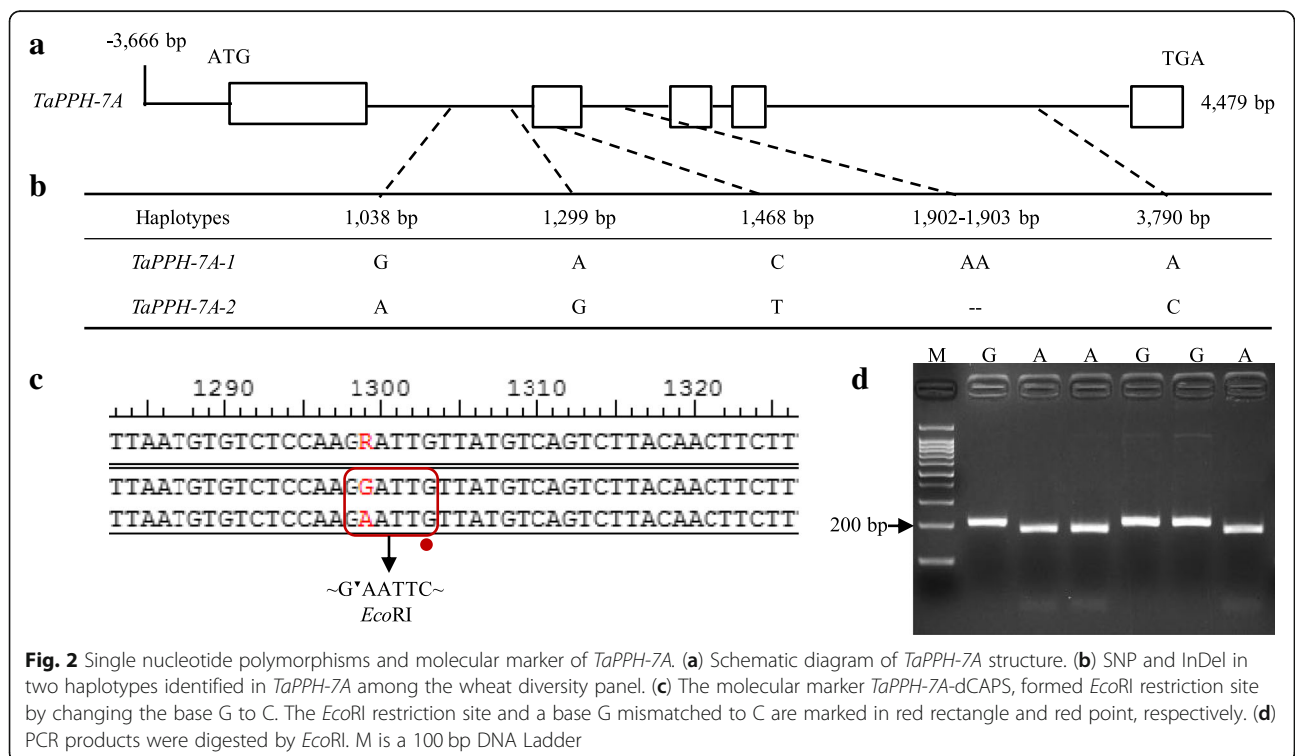 a
-3,666 bp
ATG
TGA
TaPPH-7A
4,479 bp
b
Haplotypes 1,038 bp 1,299 bp 1,468 bp 1,902-1,903 bp 3,790 bp
TaPPH-7A-1 G A C AA A
TaPPH-7A-2 A G T -- C
c
1290 1300 1310 1320
TTAATGTGTCTCCAAGRATTGTTATGTCAGTCTTACAACTTCTT
TTAATGTGTCTCCAAGGATTGTTATGTCAGTCTTACAACTTCTT
TTAATGTGTCTCCAAGAATTGTTATGTCAGTCTTACAACTTCTT
~G▼AATTC~
EcoRI
d
M G A A G G A
200 bp
Fig. 2 Single nucleotide polymorphisms and molecular marker of TaPPH-7A. (a) Schematic diagram of TaPPH-7A structure. (b) SNP and InDel in
two haplotypes identified in TaPPH-7A among the wheat diversity panel. (c) The molecular marker TaPPH-7A-dCAPS, formed EcoRI restriction site
by changing the base G to C. The EcoRI restriction site and a base G mismatched to C are marked in red rectangle and red point, respectively. (d)
PCR products were digested by EcoRI. M is a 100 bp DNA Ladder